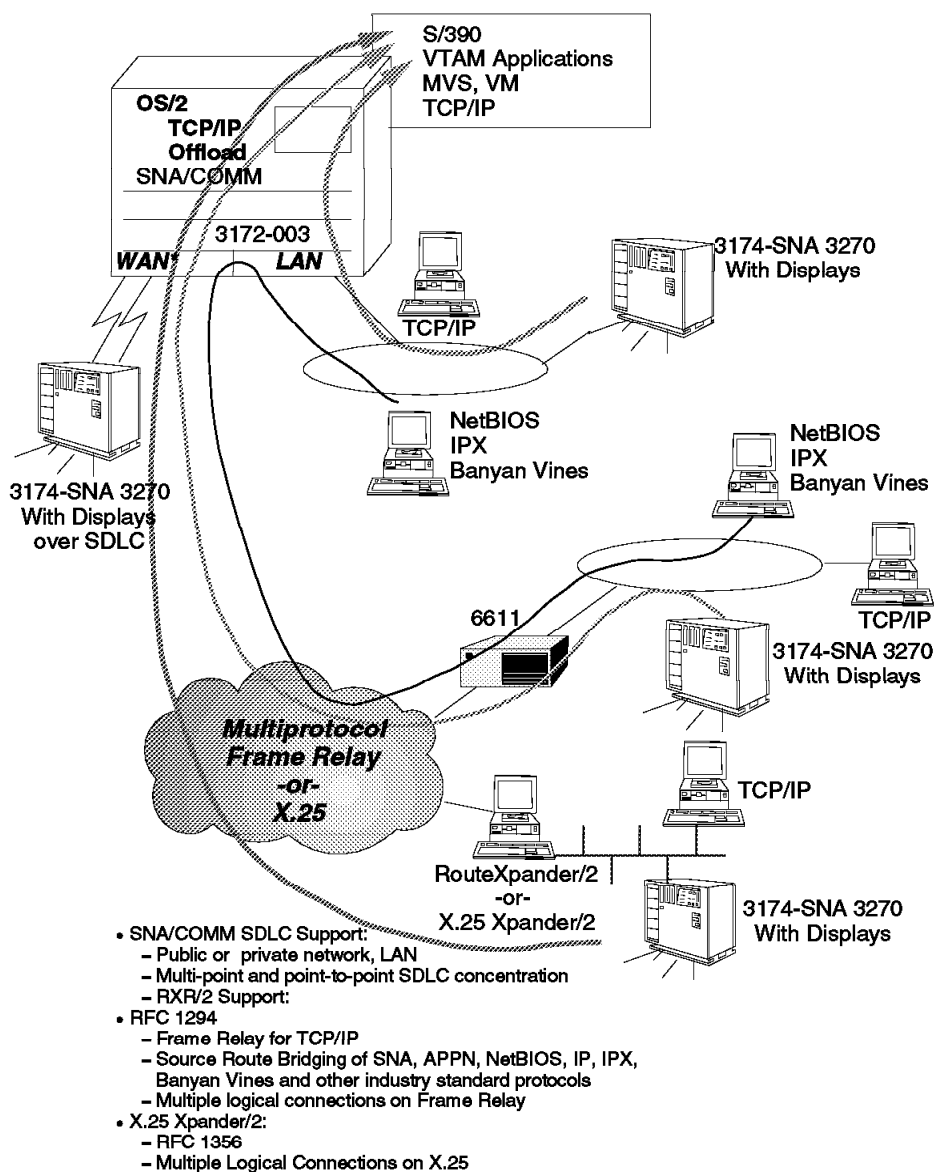 S/390
VTAM Applications
MVS, VM
TCP/IP
OS/2
TCP/IP
Offload
SNA/COMM
3172-003
WAN*
LAN
3174-SNA 3270
With Displays
TCP/IP
NetBIOS
IPX
Banyan Vines
NetBIOS
IPX
Banyan Vines
3174-SNA 3270
With Displays
over SDLC
TCP/IP
6611
3174-SNA 3270
With Displays
Multiprotocol
Frame Relay
-or-
X.25
TCP/IP
RouteXpander/2
-or-
X.25 Xpander/2
3174-SNA 3270
With Displays
• SNA/COMM SDLC Support:
– Public or private network, LAN
– Multi-point and point-to-point SDLC concentration
– RXR/2 Support:
• RFC 1294
– Frame Relay for TCP/IP
– Source Route Bridging of SNA, APPN, NetBIOS, IP, IPX,
Banyan Vines and other industry standard protocols
– Multiple logical connections on Frame Relay
• X.25 Xpander/2:
– RFC 1356
– Multiple Logical Connections on X.25